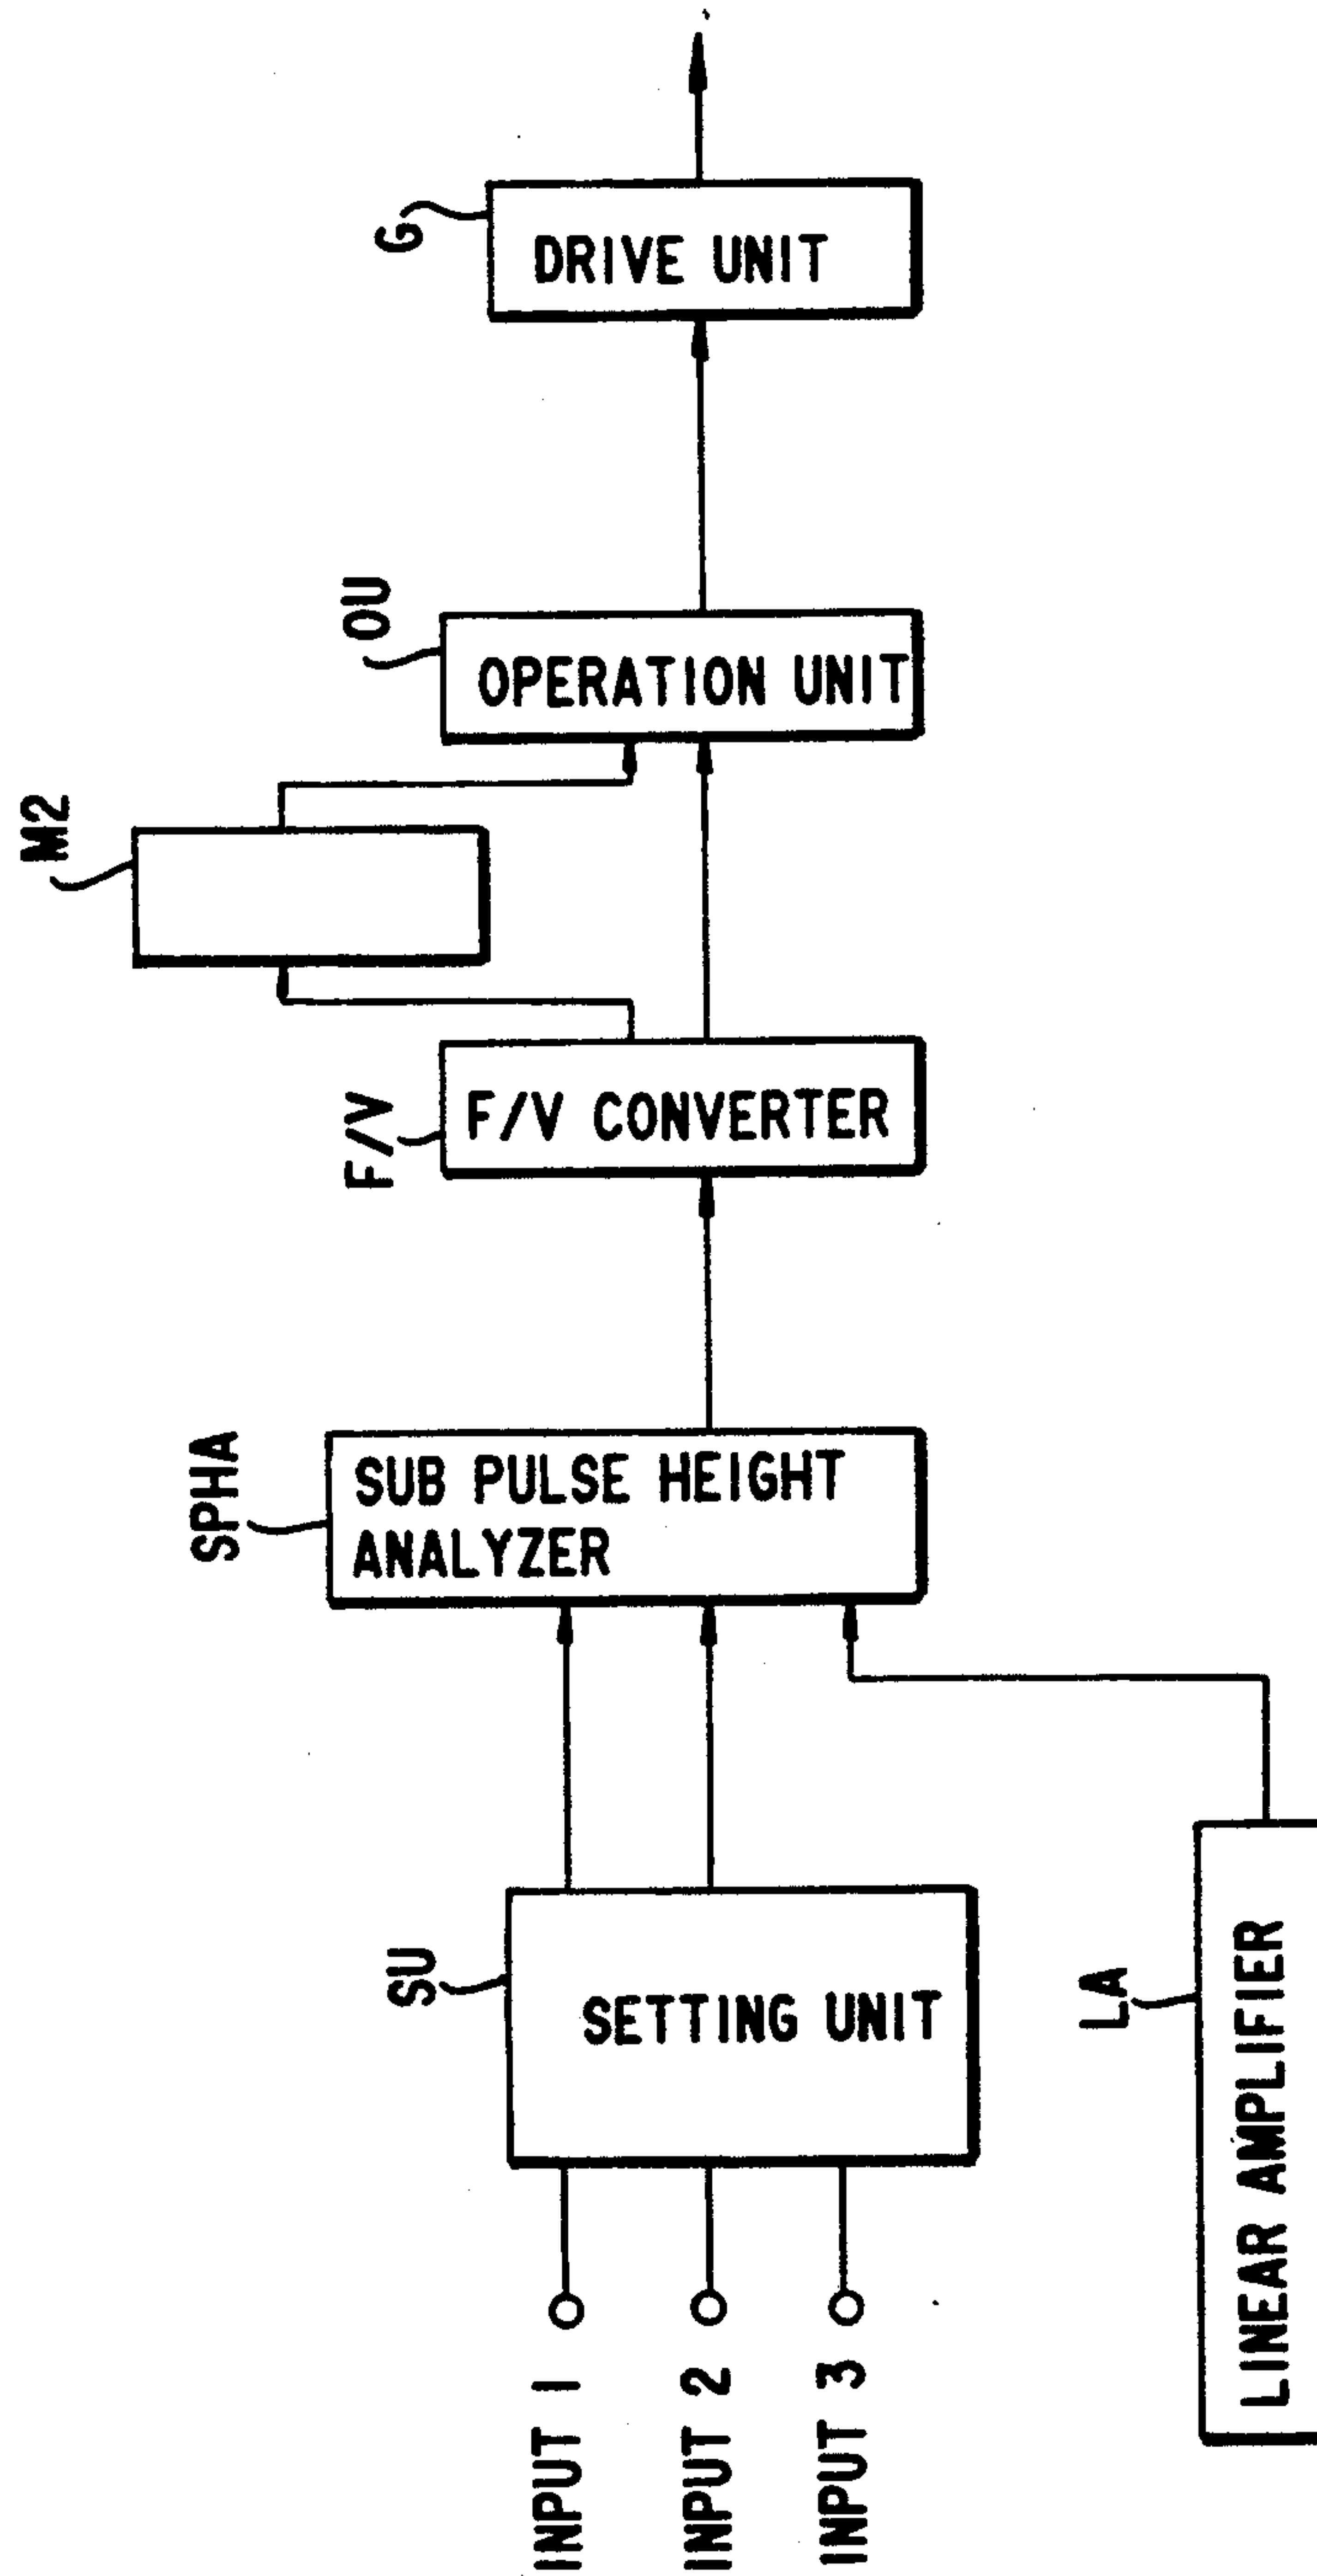 G
DRIVE UNIT
OU
OPERATION UNIT
M2
F/V
F/V CONVERTER
SPHA
SUB PULSE HEIGHT
ANALYZER
SU
SETTING UNIT
LA
LINEAR AMPLIFIER
INPUT 1
INPUT 2
INPUT 3